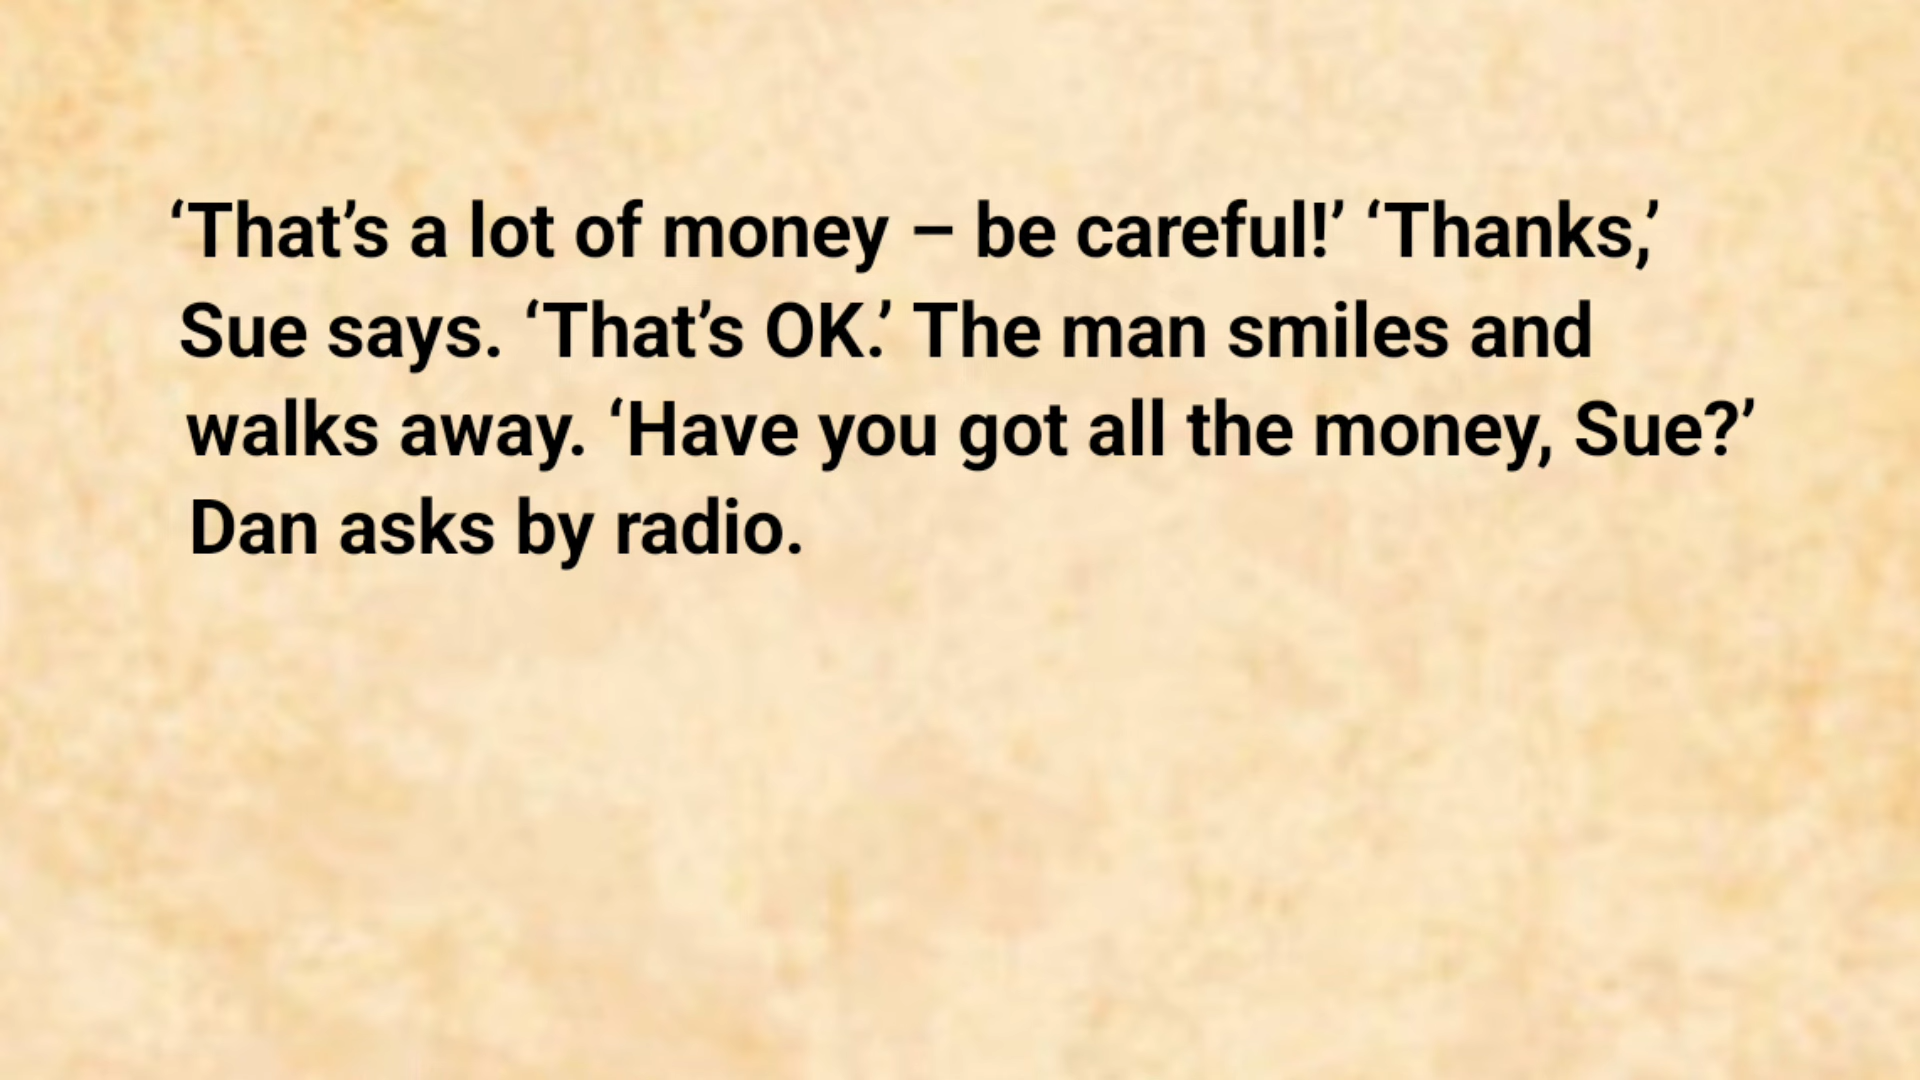 ‘That’s a lot of money – be careful!’ ‘Thanks,’
Sue says. ‘That’s OK.’ The man smiles and
walks away. ‘Have you got all the money, Sue?’
Dan asks by radio.